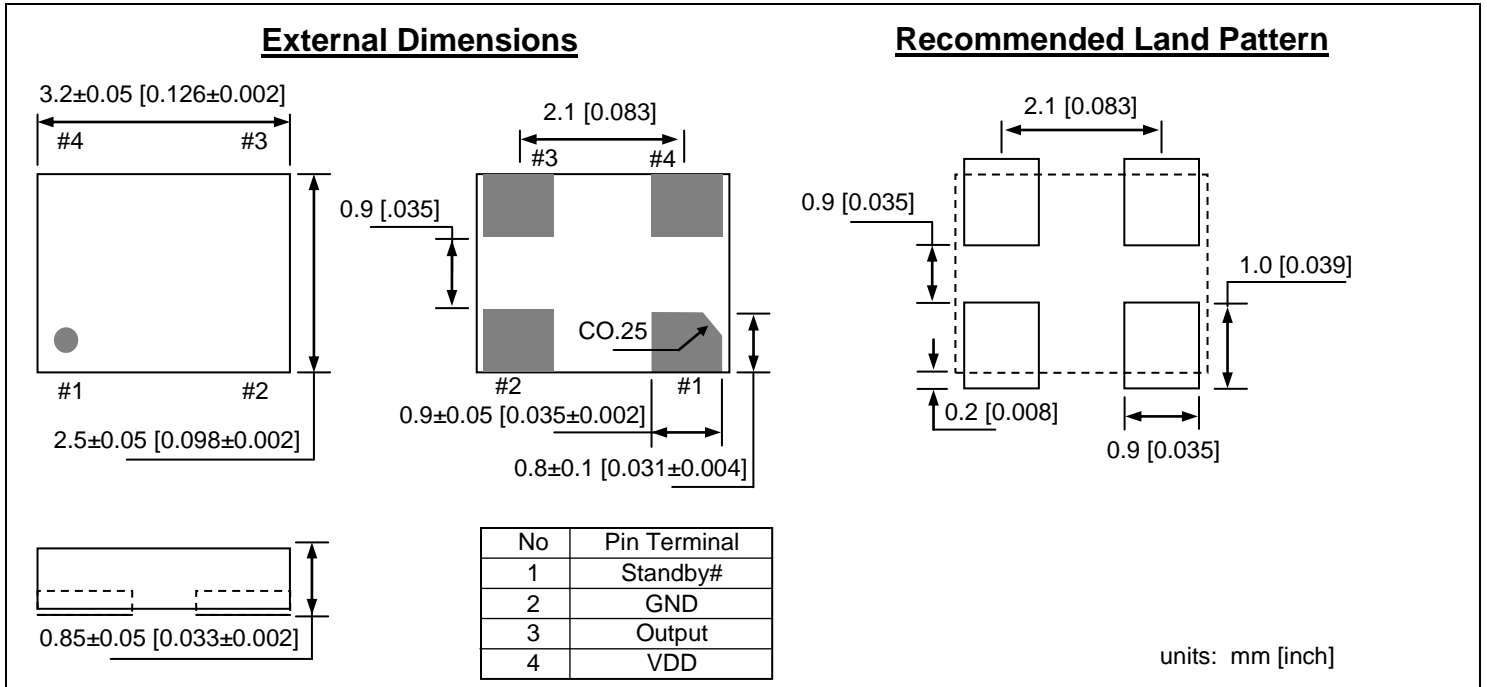 External Dimensions
Recommended Land Pattern
3.2±0.05 [0.126±0.002]
#4
#3
#1
#2
2.5±0.05 [0.098±0.002]
2.1 [0.083]
#3
#4
0.9 [.035]
CO.25
#2
#1
0.9±0.05 [0.035±0.002]
0.8±0.1 [0.031±0.004]
2.1 [0.083]
0.9 [0.035]
1.0 [0.039]
0.2 [0.008]
0.9 [0.035]
0.85±0.05 [0.033±0.002]
No Pin Terminal
1 Standby#
2 GND
3 Output
4 VDD
units: mm [inch]